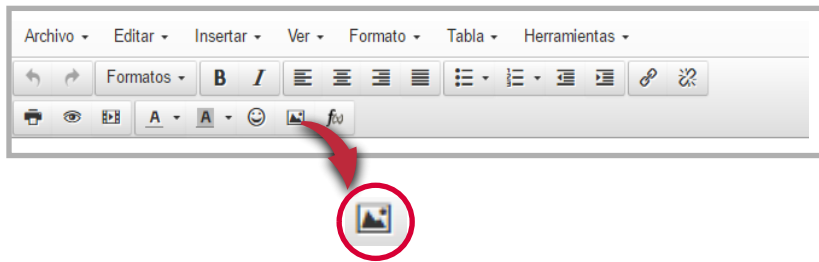 Archivo Editar Insertar Ver Formato Tabla Herramientas
Formatos B I
A A f(x)